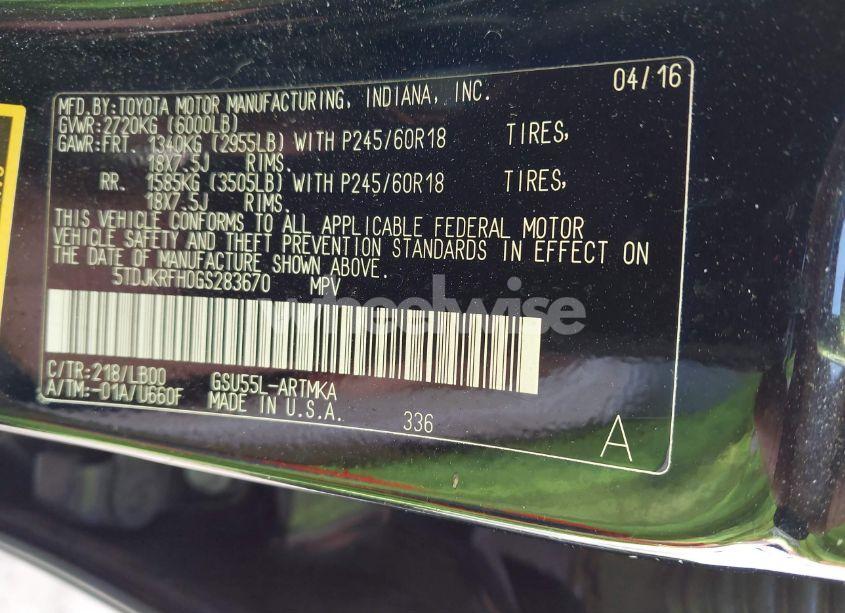 04/16
MFD.BY:TOYOTA MOTOR MANUFACTURING, INDIANA, INC.
GVWR:2720KG (6000LB)
GAWR:FRT. 1340KG (2955LB) WITH P245/60R18 TIRES,
18X7.5J RIMS.
RR. 1585KG (3505LB) WITH P245/60R18 TIRES,
18X7.5J RIMS.
THIS VEHICLE CONFORMS TO ALL APPLICABLE FEDERAL MOTOR
VEHICLE SAFETY AND THEFT PREVENTION STANDARDS IN EFFECT ON
THE DATE OF MANUFACTURE SHOWN ABOVE.
5TDJKRFH0GS283670 MPV
wheelwise
C/TR:218/LB00 GSU55L-ARTMKA
A/TM:-01A/U660F MADE IN U.S.A.
336
A